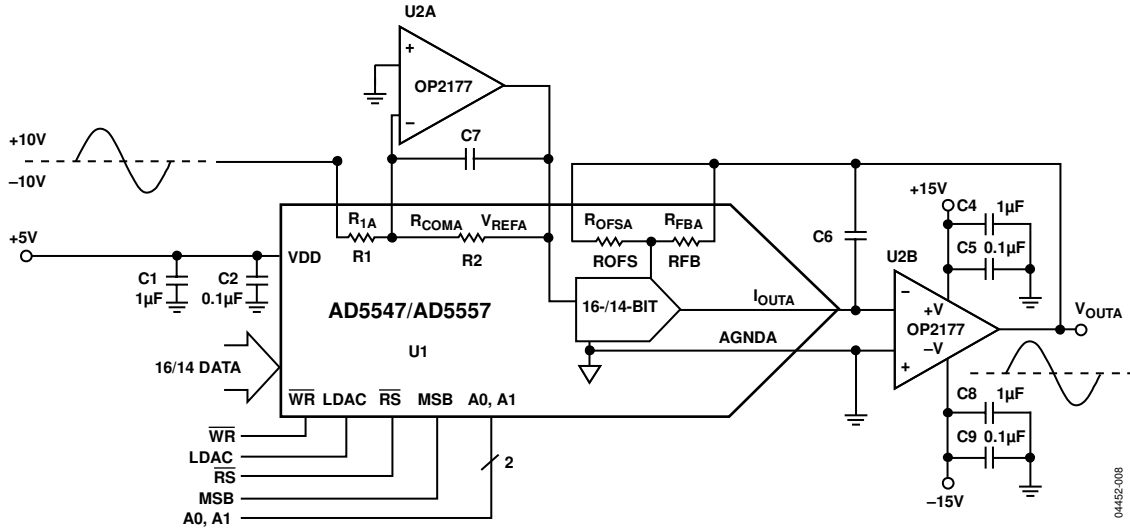 U2A
+
OP2177
–
C7
+10V
–10V
+5V
C1
1µF
C2
0.1µF
VDD
R1A
R1
RCOMA
VREFA
R2
ROFSA
ROFS
RFBA
RFB
16-/14-BIT
AD5547/AD5557
U1
IOUTA
AGNDA
C6
U2B
–
+V
OP2177
–V
+
+15V
C4
1µF
C5
0.1µF
VOUTA
C8
1µF
C9
0.1µF
–15V
16/14 DATA
WR LDAC RS MSB A0, A1
WR
LDAC
RS
MSB
A0, A1
2
04452-008